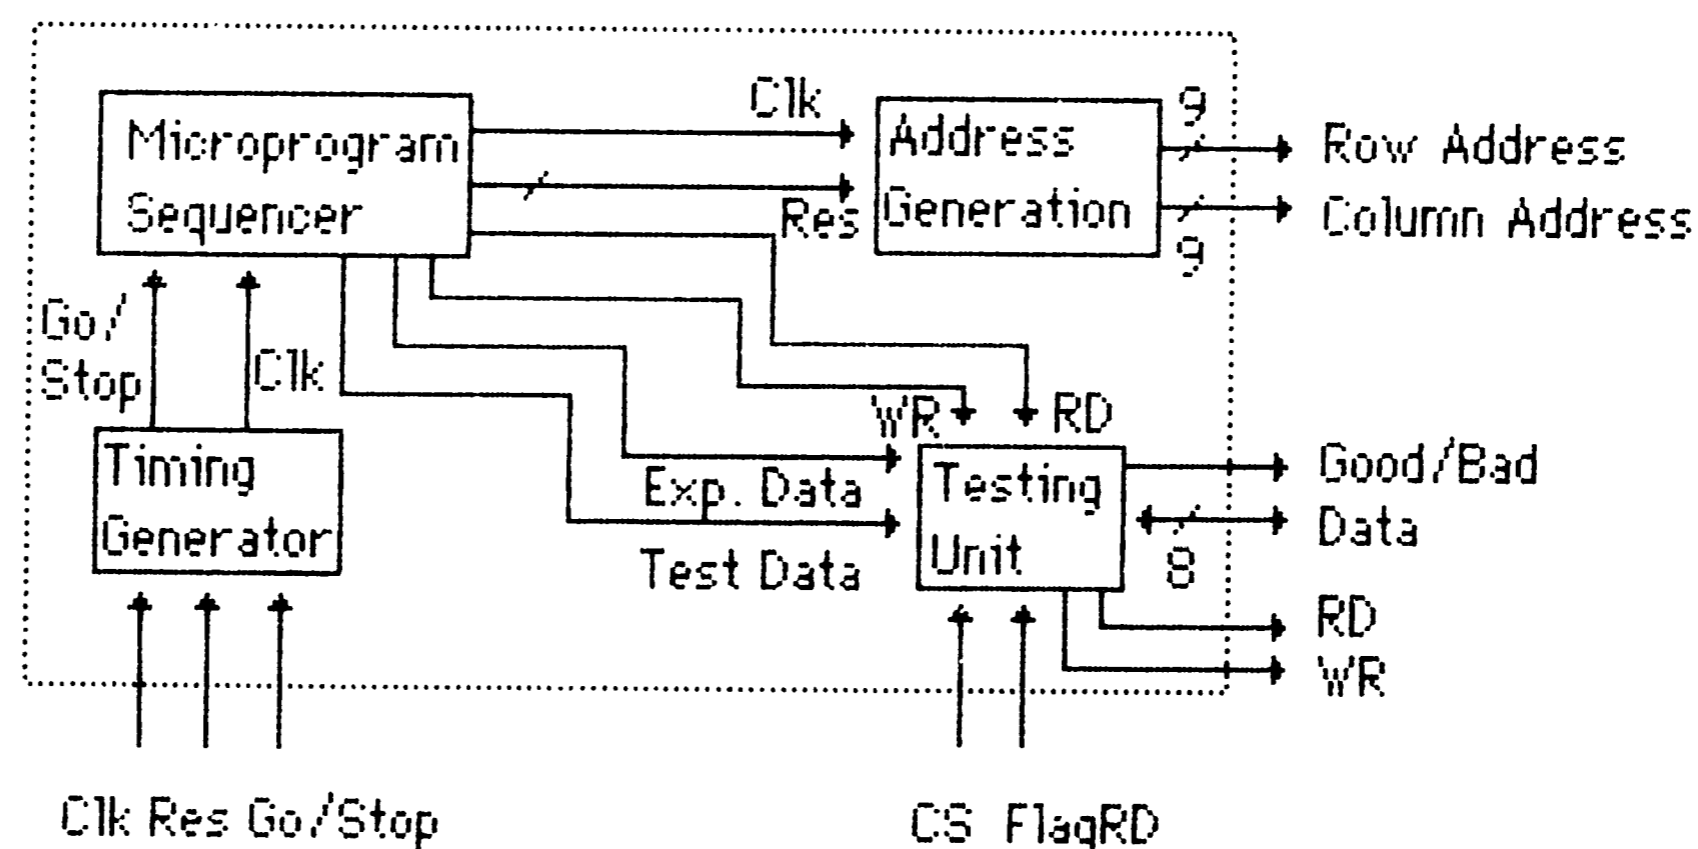 Clk
9
Microprogram
Sequencer
Address
Generation
Row Address
Res
Column Address
9
Go/
Stop
Clk
WR
RD
Timing
Generator
Exp. Data
Testing
Unit
Good/Bad
Data
8
Test Data
RD
WR
Clk Res Go/Stop
CS FlagRD